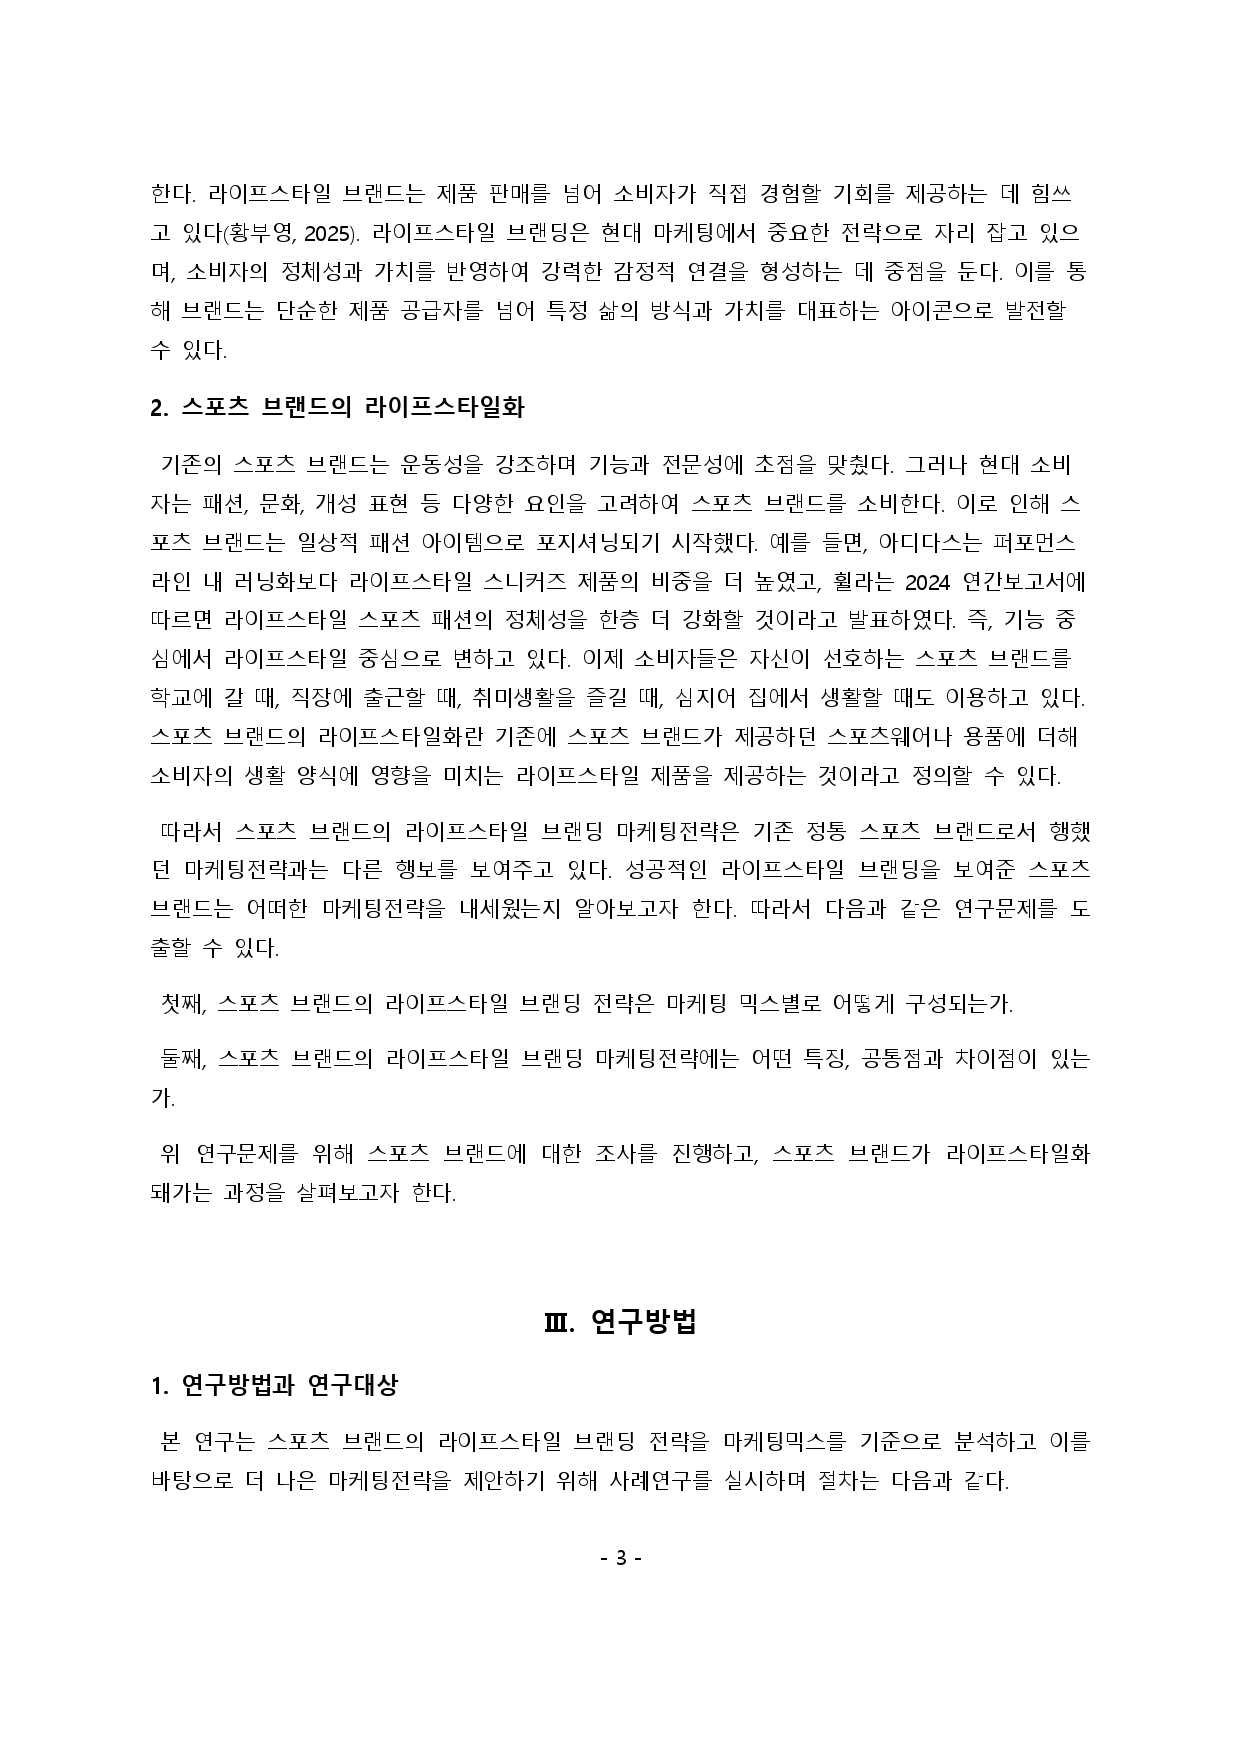 한다. 라이프스타일 브랜드는 제품 판매를 넘어 소비자가 직접 경험할 기회를 제공하는 데 힘쓰
고 있다(황부영, 2025). 라이프스타일 브랜딩은 현대 마케팅에서 중요한 전략으로 자리 잡고 있으
며, 소비자의 정체성과 가치를 반영하여 강력한 감정적 연결을 형성하는 데 중점을 둔다. 이를 통
해 브랜드는 단순한 제품 공급자를 넘어 특정 삶의 방식과 가치를 대표하는 아이콘으로 발전할
수 있다.
2. 스포츠 브랜드의 라이프스타일화
기존의 스포츠 브랜드는 운동성을 강조하며 기능과 전문성에 초점을 맞췄다. 그러나 현대 소비
자는 패션, 문화, 개성 표현 등 다양한 요인을 고려하여 스포츠 브랜드를 소비한다. 이로 인해 스
포츠 브랜드는 일상적 패션 아이템으로 포지셔닝되기 시작했다. 예를 들면, 아디다스는 퍼포먼스
라인 내 러닝화보다 라이프스타일 스니커즈 제품의 비중을 더 높였고, 휠라는 2024 연간보고서에
따르면 라이프스타일 스포츠 패션의 정체성을 한층 더 강화할 것이라고 발표하였다. 즉, 기능 중
심에서 라이프스타일 중심으로 변하고 있다. 이제 소비자들은 자신이 선호하는 스포츠 브랜드를
학교에 갈 때, 직장에 출근할 때, 취미생활을 즐길 때, 심지어 집에서 생활할 때도 이용하고 있다.
스포츠 브랜드의 라이프스타일화란 기존에 스포츠 브랜드가 제공하던 스포츠웨어나 용품에 더해
소비자의 생활 양식에 영향을 미치는 라이프스타일 제품을 제공하는 것이라고 정의할 수 있다.
따라서 스포츠 브랜드의 라이프스타일 브랜딩 마케팅전략은 기존 정통 스포츠 브랜드로서 행했
던 마케팅전략과는 다른 행보를 보여주고 있다. 성공적인 라이프스타일 브랜딩을 보여준 스포츠
브랜드는 어떠한 마케팅전략을 내세웠는지 알아보고자 한다. 따라서 다음과 같은 연구문제를 도
출할 수 있다.
첫째, 스포츠 브랜드의 라이프스타일 브랜딩 전략은 마케팅 믹스별로 어떻게 구성되는가.
둘째, 스포츠 브랜드의 라이프스타일 브랜딩 마케팅전략에는 어떤 특징, 공통점과 차이점이 있는
가.
위 연구문제를 위해 스포츠 브랜드에 대한 조사를 진행하고, 스포츠 브랜드가 라이프스타일화
돼가는 과정을 살펴보고자 한다.
Ⅲ. 연구방법
1. 연구방법과 연구대상
본 연구는 스포츠 브랜드의 라이프스타일 브랜딩 전략을 마케팅믹스를 기준으로 분석하고 이를
바탕으로 더 나은 마케팅전략을 제안하기 위해 사례연구를 실시하며 절차는 다음과 같다.
- 3 -